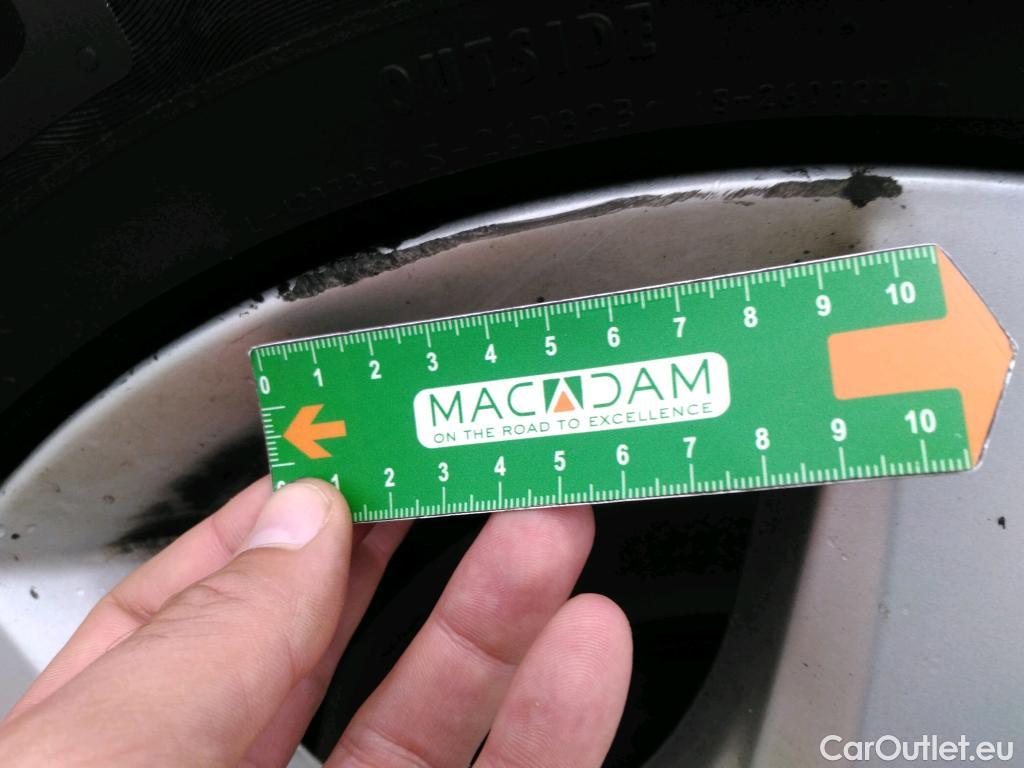 OUTSIDE
0 1 2 3 4 5 6 7 8 9 10
MACADAM
ON THE ROAD TO EXCELLENCE
1 2 3 4 5 6 7 8 9 10
CarOutlet.eu